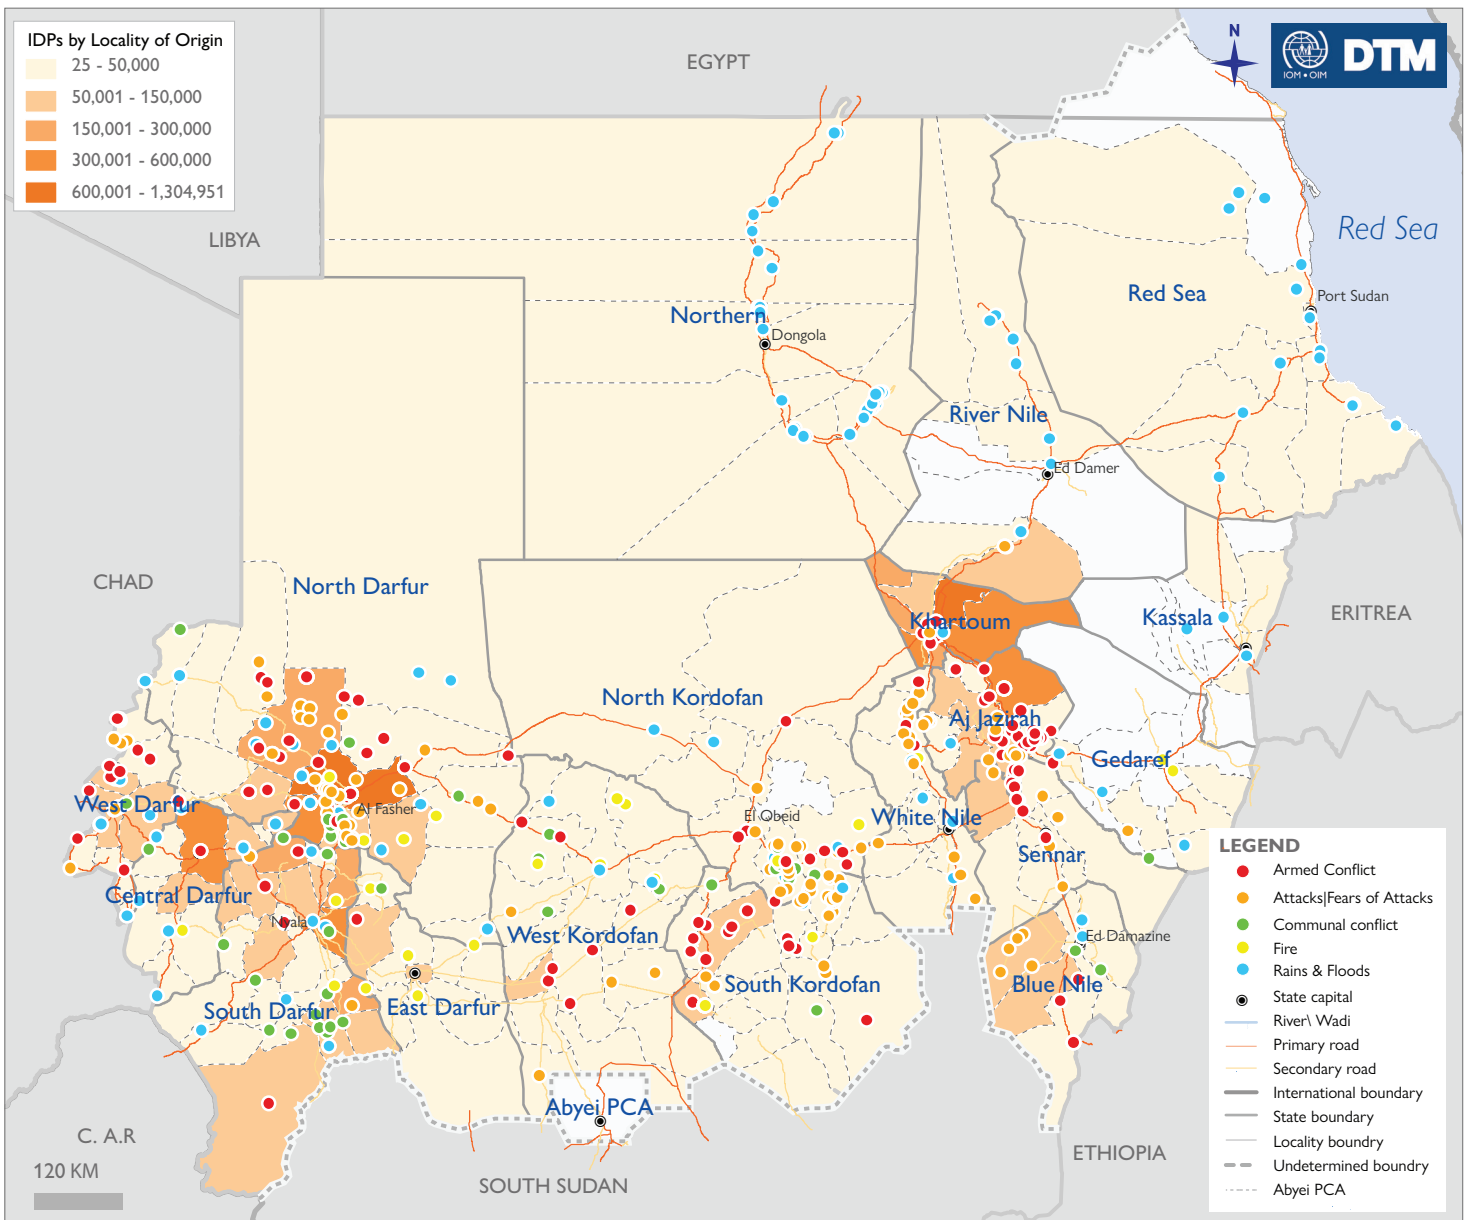 IDPs by Locality of Origin
25 - 50,000
50,001 - 150,000
150,001 - 300,000
300,001 - 600,000
600,001 - 1,304,951
EGYPT
N
IOM • OIM
DTM
LIBYA
Red Sea
Red Sea
Port Sudan
Northern
Dongola
River Nile
Ed Damer
CHAD
North Darfur
Khartoum
Kassala
ERITREA
North Kordofan
Aj Jazirah
Gedaref
West Darfur
Al Fasher
El Obeid
White Nile
Sennar
Central Darfur
Nyala
West Kordofan
Ed Damazine
South Kordofan
Blue Nile
South Darfur
East Darfur
Abyei PCA
C. A.R
SOUTH SUDAN
ETHIOPIA
120 KM
LEGEND
Armed Conflict
Attacks|Fears of Attacks
Communal conflict
Fire
Rains & Floods
State capital
River\ Wadi
Primary road
Secondary road
International boundary
State boundary
Locality boundry
Undetermined boundry
Abyei PCA